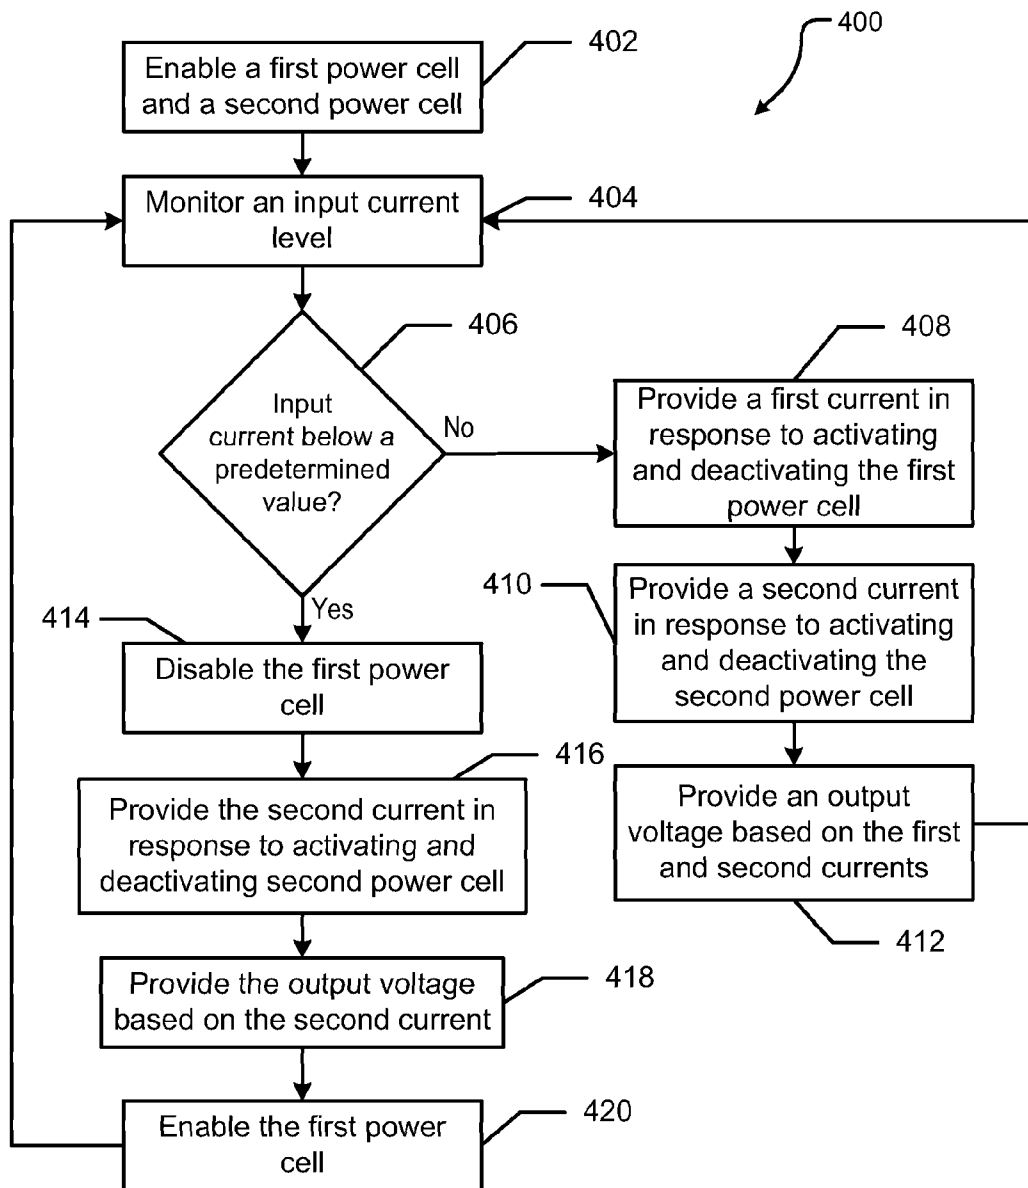 400
402
Enable a first power cell
and a second power cell
Monitor an input current
level
404
406
Input
current below a
predetermined
value?
No
Yes
408
Provide a first current in
response to activating
and deactivating the first
power cell
410
Provide a second current
in response to activating
and deactivating the
second power cell
Provide an output
voltage based on the first
and second currents
412
414
Disable the first power
cell
416
Provide the second current in
response to activating and
deactivating second power cell
Provide the output voltage
based on the second current
418
Enable the first power
cell
420